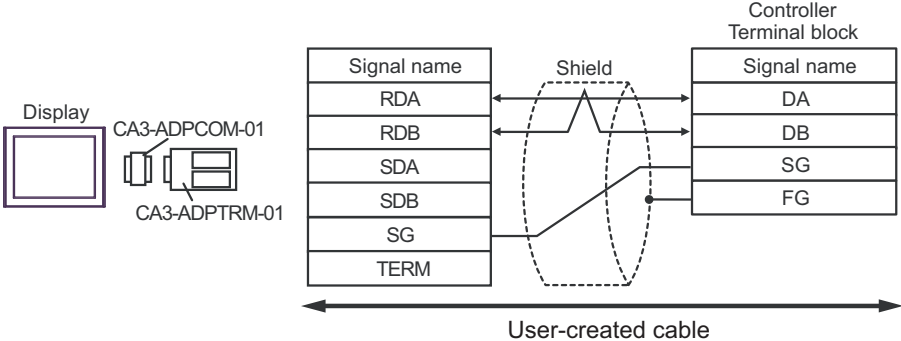 Controller
Terminal block
Signal name
Shield
Signal name
RDA
DA
Display
CA3-ADPCOM-01
RDB
DB
SDA
SG
SDB
FG
CA3-ADPTRM-01
SG
TERM
User-created cable